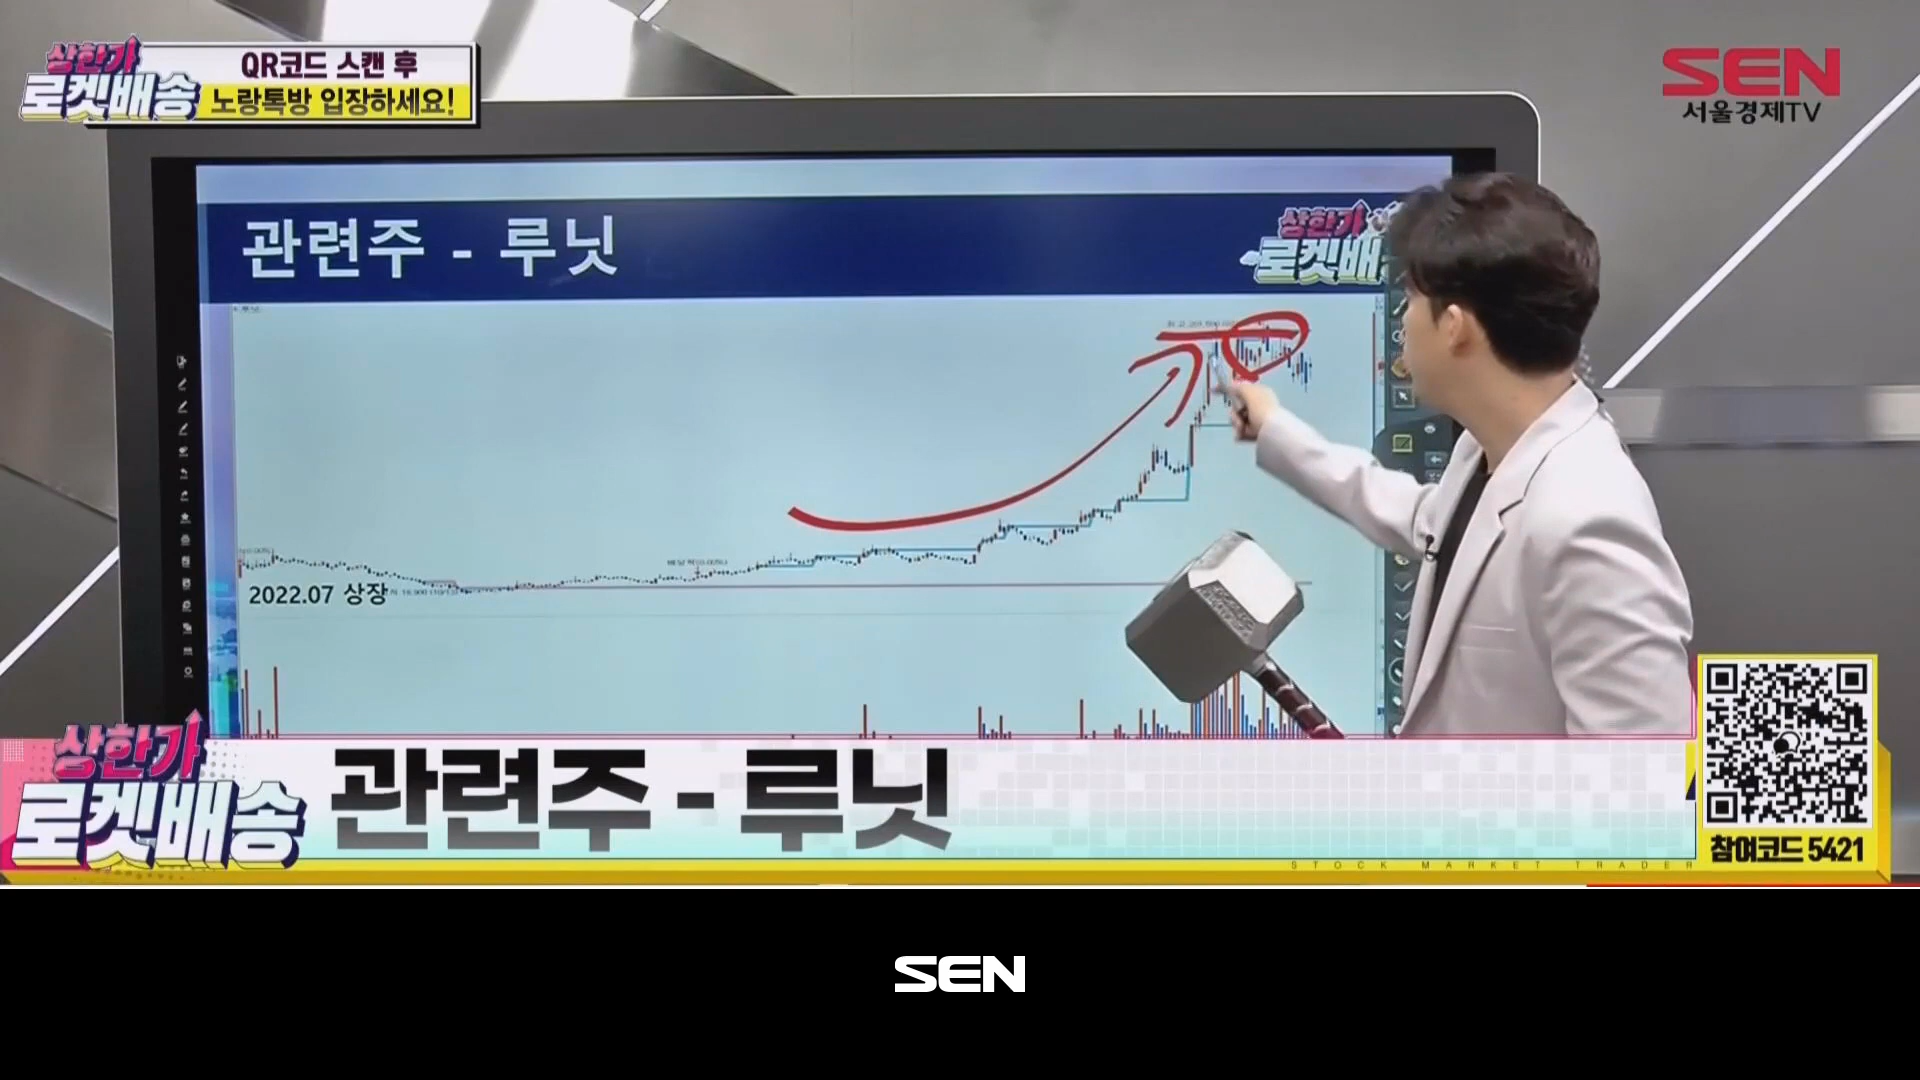 상한가
로켓배송
QR코드 스캔 후
노랑톡방 입장하세요!
SEN
서울경제TV
관련주 - 루닛
상한가
로켓배
2022.07 상장
상한가
로켓배송
관련주 - 루닛
참여코드 5421
STOCK MARKET TRADER
SEN